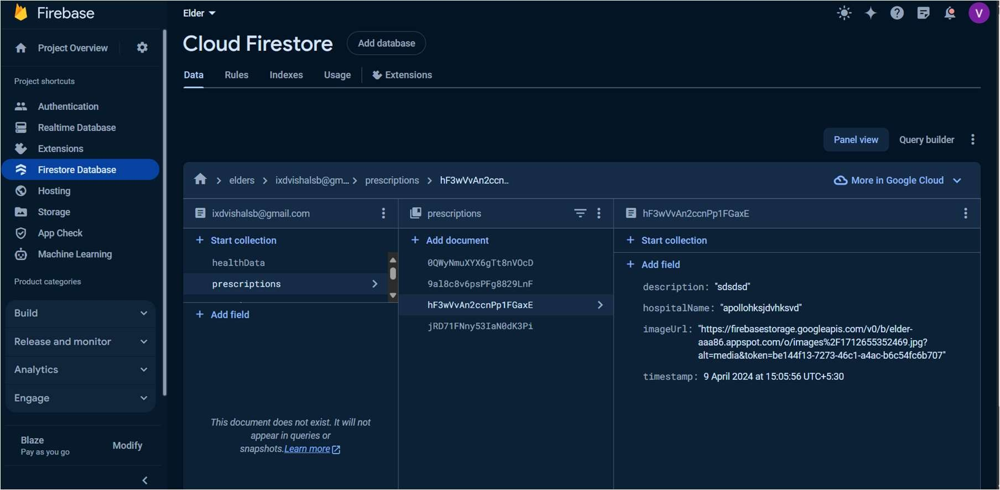 Firebase
Elder
V
Project Overview
Cloud Firestore
Add database
Data
Rules
Indexes
Usage
Extensions
Project shortcuts
Authentication
Realtime Database
Extensions
Firestore Database
Hosting
Storage
App Check
Machine Learning
Product categories
Build
Release and monitor
Analytics
Engage
Blaze
Pay as you go
Modify
Panel view
Query builder
elders
ixdvishalsb@gm...
prescriptions
hF3wVvAn2ccn...
More in Google Cloud
ixdvishalsb@gmail.com
Start collection
healthData
prescriptions
Add field
This document does not exist. It will not
appear in queries or
snapshots.Learn more
prescriptions
Add document
0QWyNmuXYX6gTt8nVOcD
9al8c8v6psPFg8829LnF
hF3wVvAn2ccnPp1FGaxE
jRD71FNny53IaN0dK3Pi
hF3wVvAn2ccnPp1FGaxE
Start collection
Add field
description: "sdsdsd"
hospitalName: "apollohksjdvhksvd"
imageUrl: "https://firebasestorage.googleapis.com/v0/b/elder-
aaa86.appspot.com/o/images%2F1712655352469.jpg?
alt=media&token=be144f13-7273-46c1-a4ac-b6c54fc6b707"
timestamp: 9 April 2024 at 15:05:56 UTC+5:30